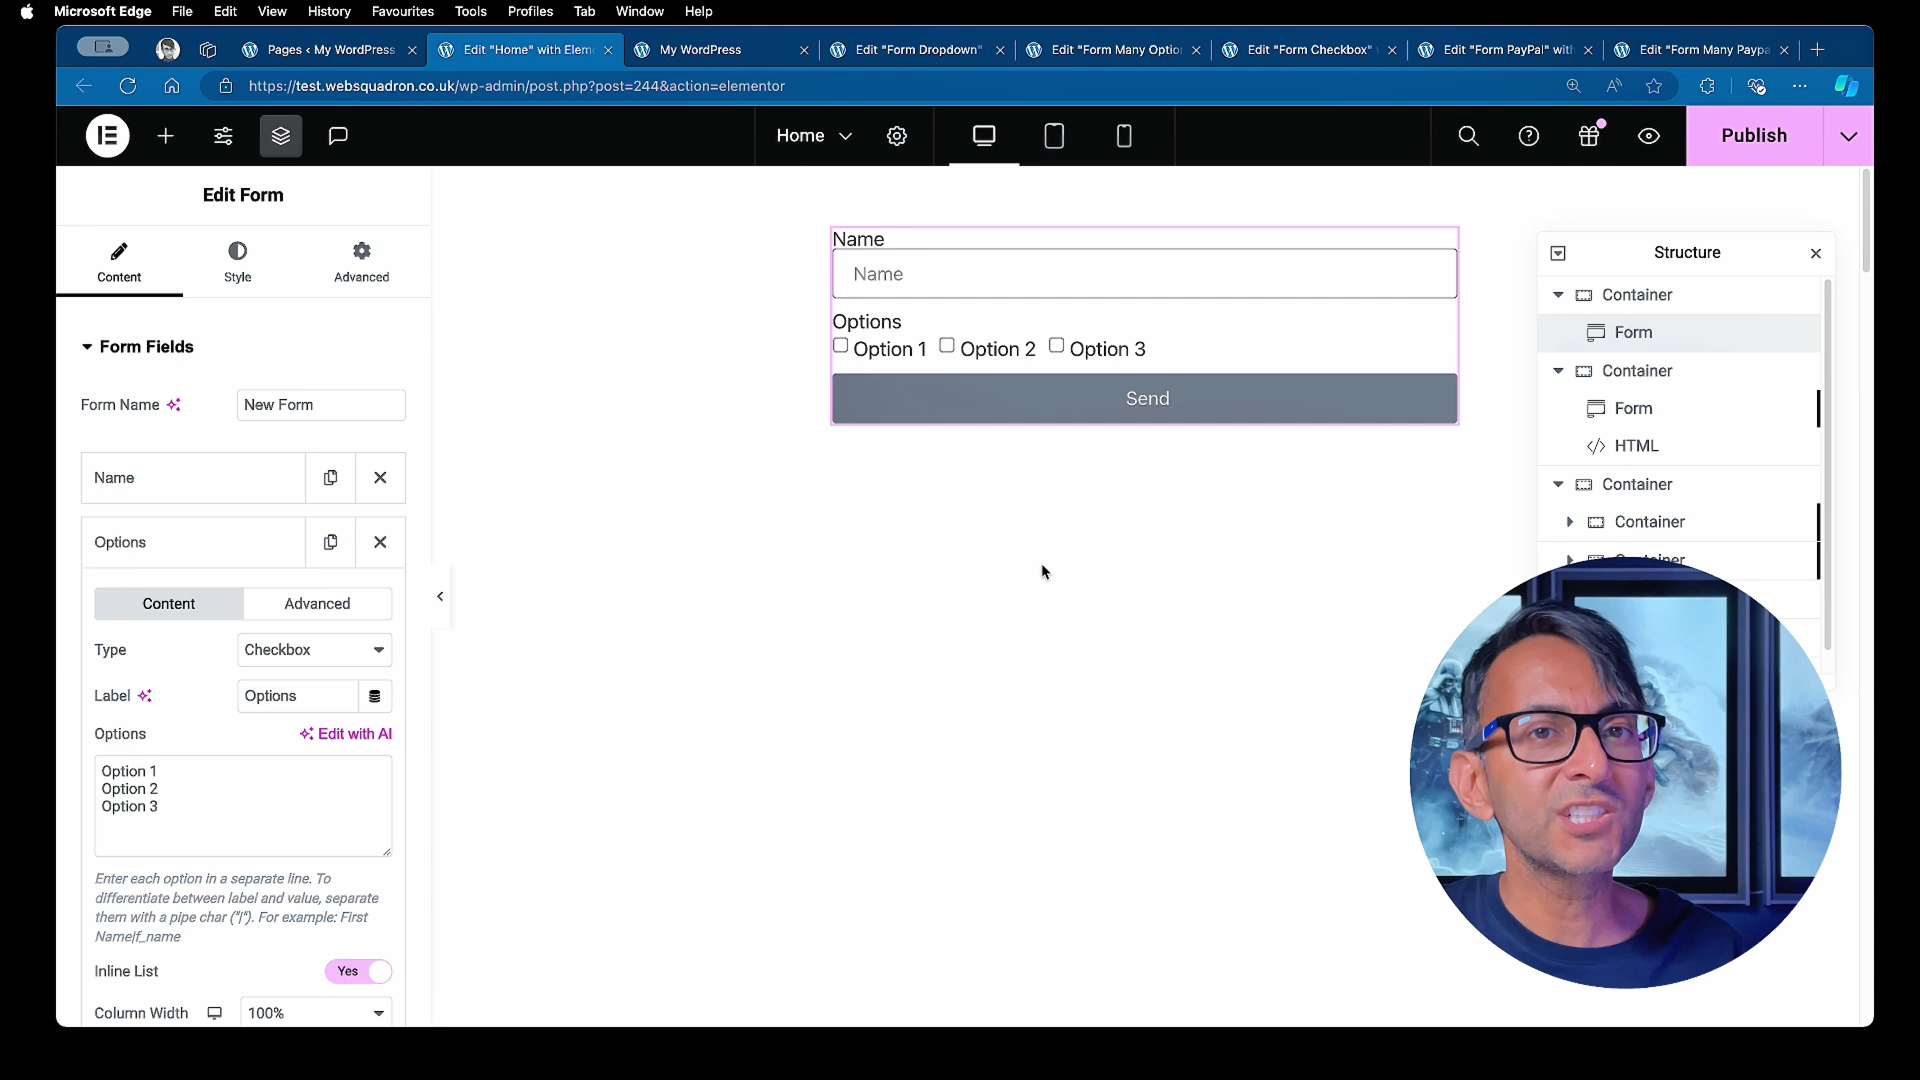 Microsoft Edge File Edit View History Favourites Tools Profiles Tab Window Help
Pages < My WordPress
Edit "Home" with Elem
My WordPress
Edit "Form Dropdown"
Edit "Form Many Optio
Edit "Form Checkbox"
Edit "Form PayPal" with
Edit "Form Many Paypa
https://test.websquadron.co.uk/wp-admin/post.php?post=244&action=elementor
Home
Publish
Edit Form
Content
Style
Advanced
Form Fields
Form Name
New Form
Name
Options
Content
Advanced
Type
Checkbox
Label
Options
Options
Edit with AI
Option 1
Option 2
Option 3
Enter each option in a separate line. To
differentiate between label and value, separate
them with a pipe char ("|"). For example: First
Name|f_name
Inline List
Yes
Column Width
100%
Name
Name
Options
Option 1 Option 2 Option 3
Send
Structure
Container
Form
Container
Form
HTML
Container
Container
Container